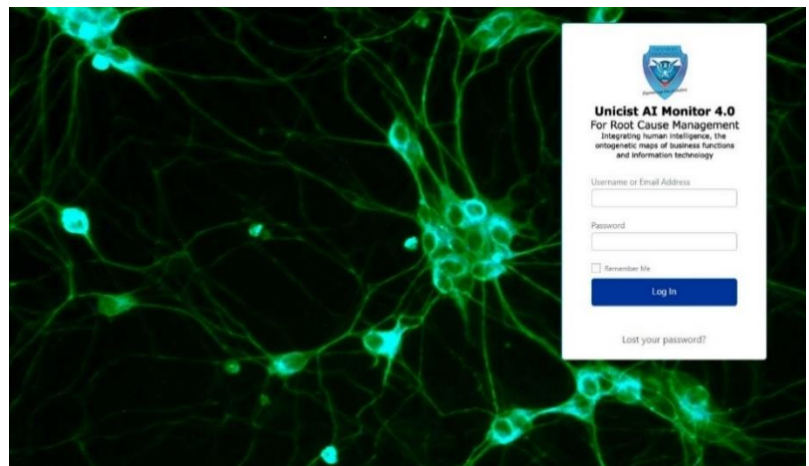 Unicist AI Monitor 4.0
For Root Cause Management
Integrating human intelligence, the
ontogenetic maps of business functions
and information technology
Username or Email Address
Password
Remember Me
Log In
Lost your password?